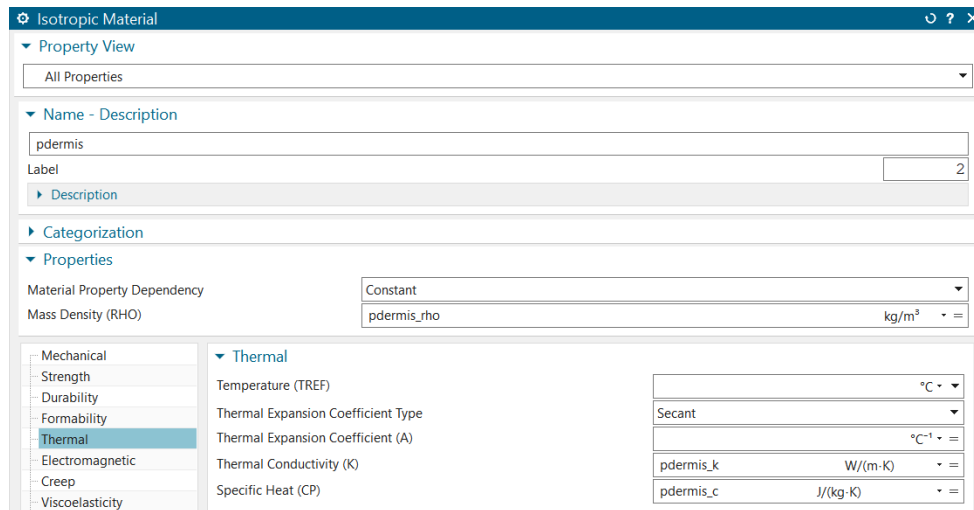 Isotropic Material
Property View
All Properties
Name - Description
pdermis
Label 2
Description
Categorization
Properties
Material Property Dependency Constant
Mass Density (RHO) pdermis_rho kg/m³ =
Mechanical
Strength
Durability
Formability
Thermal
Electromagnetic
Creep
Viscoelasticity
Thermal
Temperature (TREF) °C
Thermal Expansion Coefficient Type Secant
Thermal Expansion Coefficient (A) °C⁻¹ =
Thermal Conductivity (K) pdermis_k W/(m·K) =
Specific Heat (CP) pdermis_c J/(kg·K) =